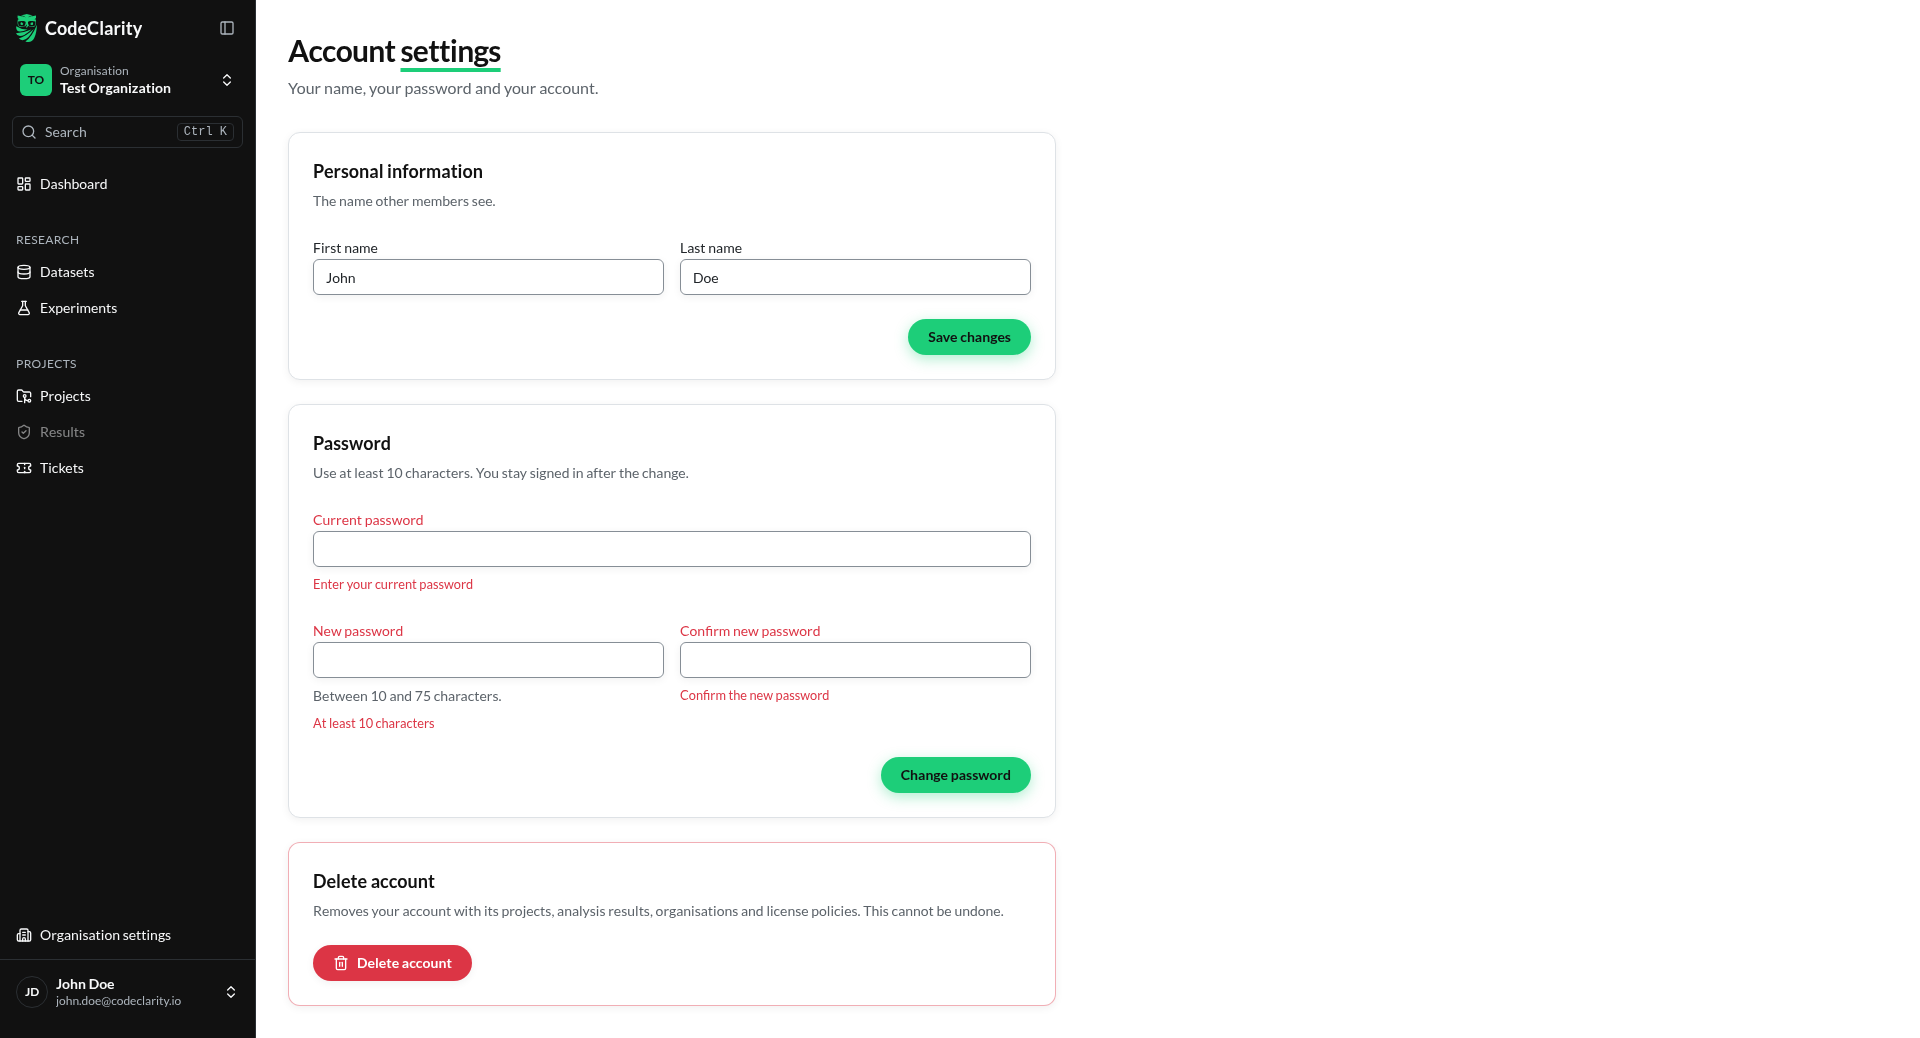 CodeClarity
TO
Organisation
Test Organization
Search
Ctrl K
Dashboard
RESEARCH
Datasets
Experiments
PROJECTS
Projects
Results
Tickets
Organisation settings
JD
John Doe
john.doe@codeclarity.io
Account settings
Your name, your password and your account.
Personal information
The name other members see.
First name
Last name
John
Doe
Save changes
Password
Use at least 10 characters. You stay signed in after the change.
Current password
Enter your current password
New password
Confirm new password
Between 10 and 75 characters.
Confirm the new password
At least 10 characters
Change password
Delete account
Removes your account with its projects, analysis results, organisations and license policies. This cannot be undone.
Delete account